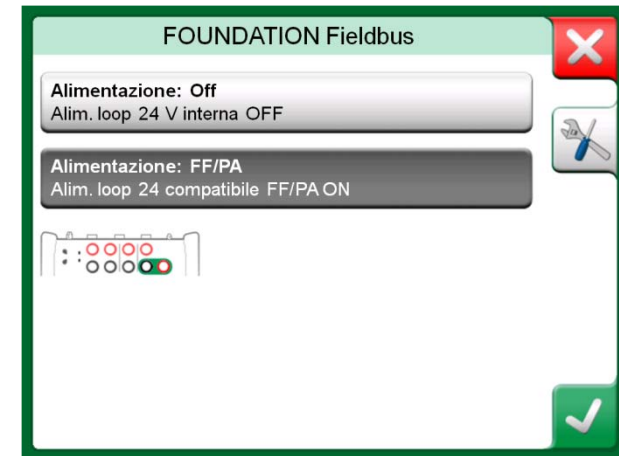 FOUNDATION Fieldbus
Alimentazione: Off
Alim. loop 24 V interna OFF
Alimentazione: FF/PA
Alim. loop 24 compatibile FF/PA ON